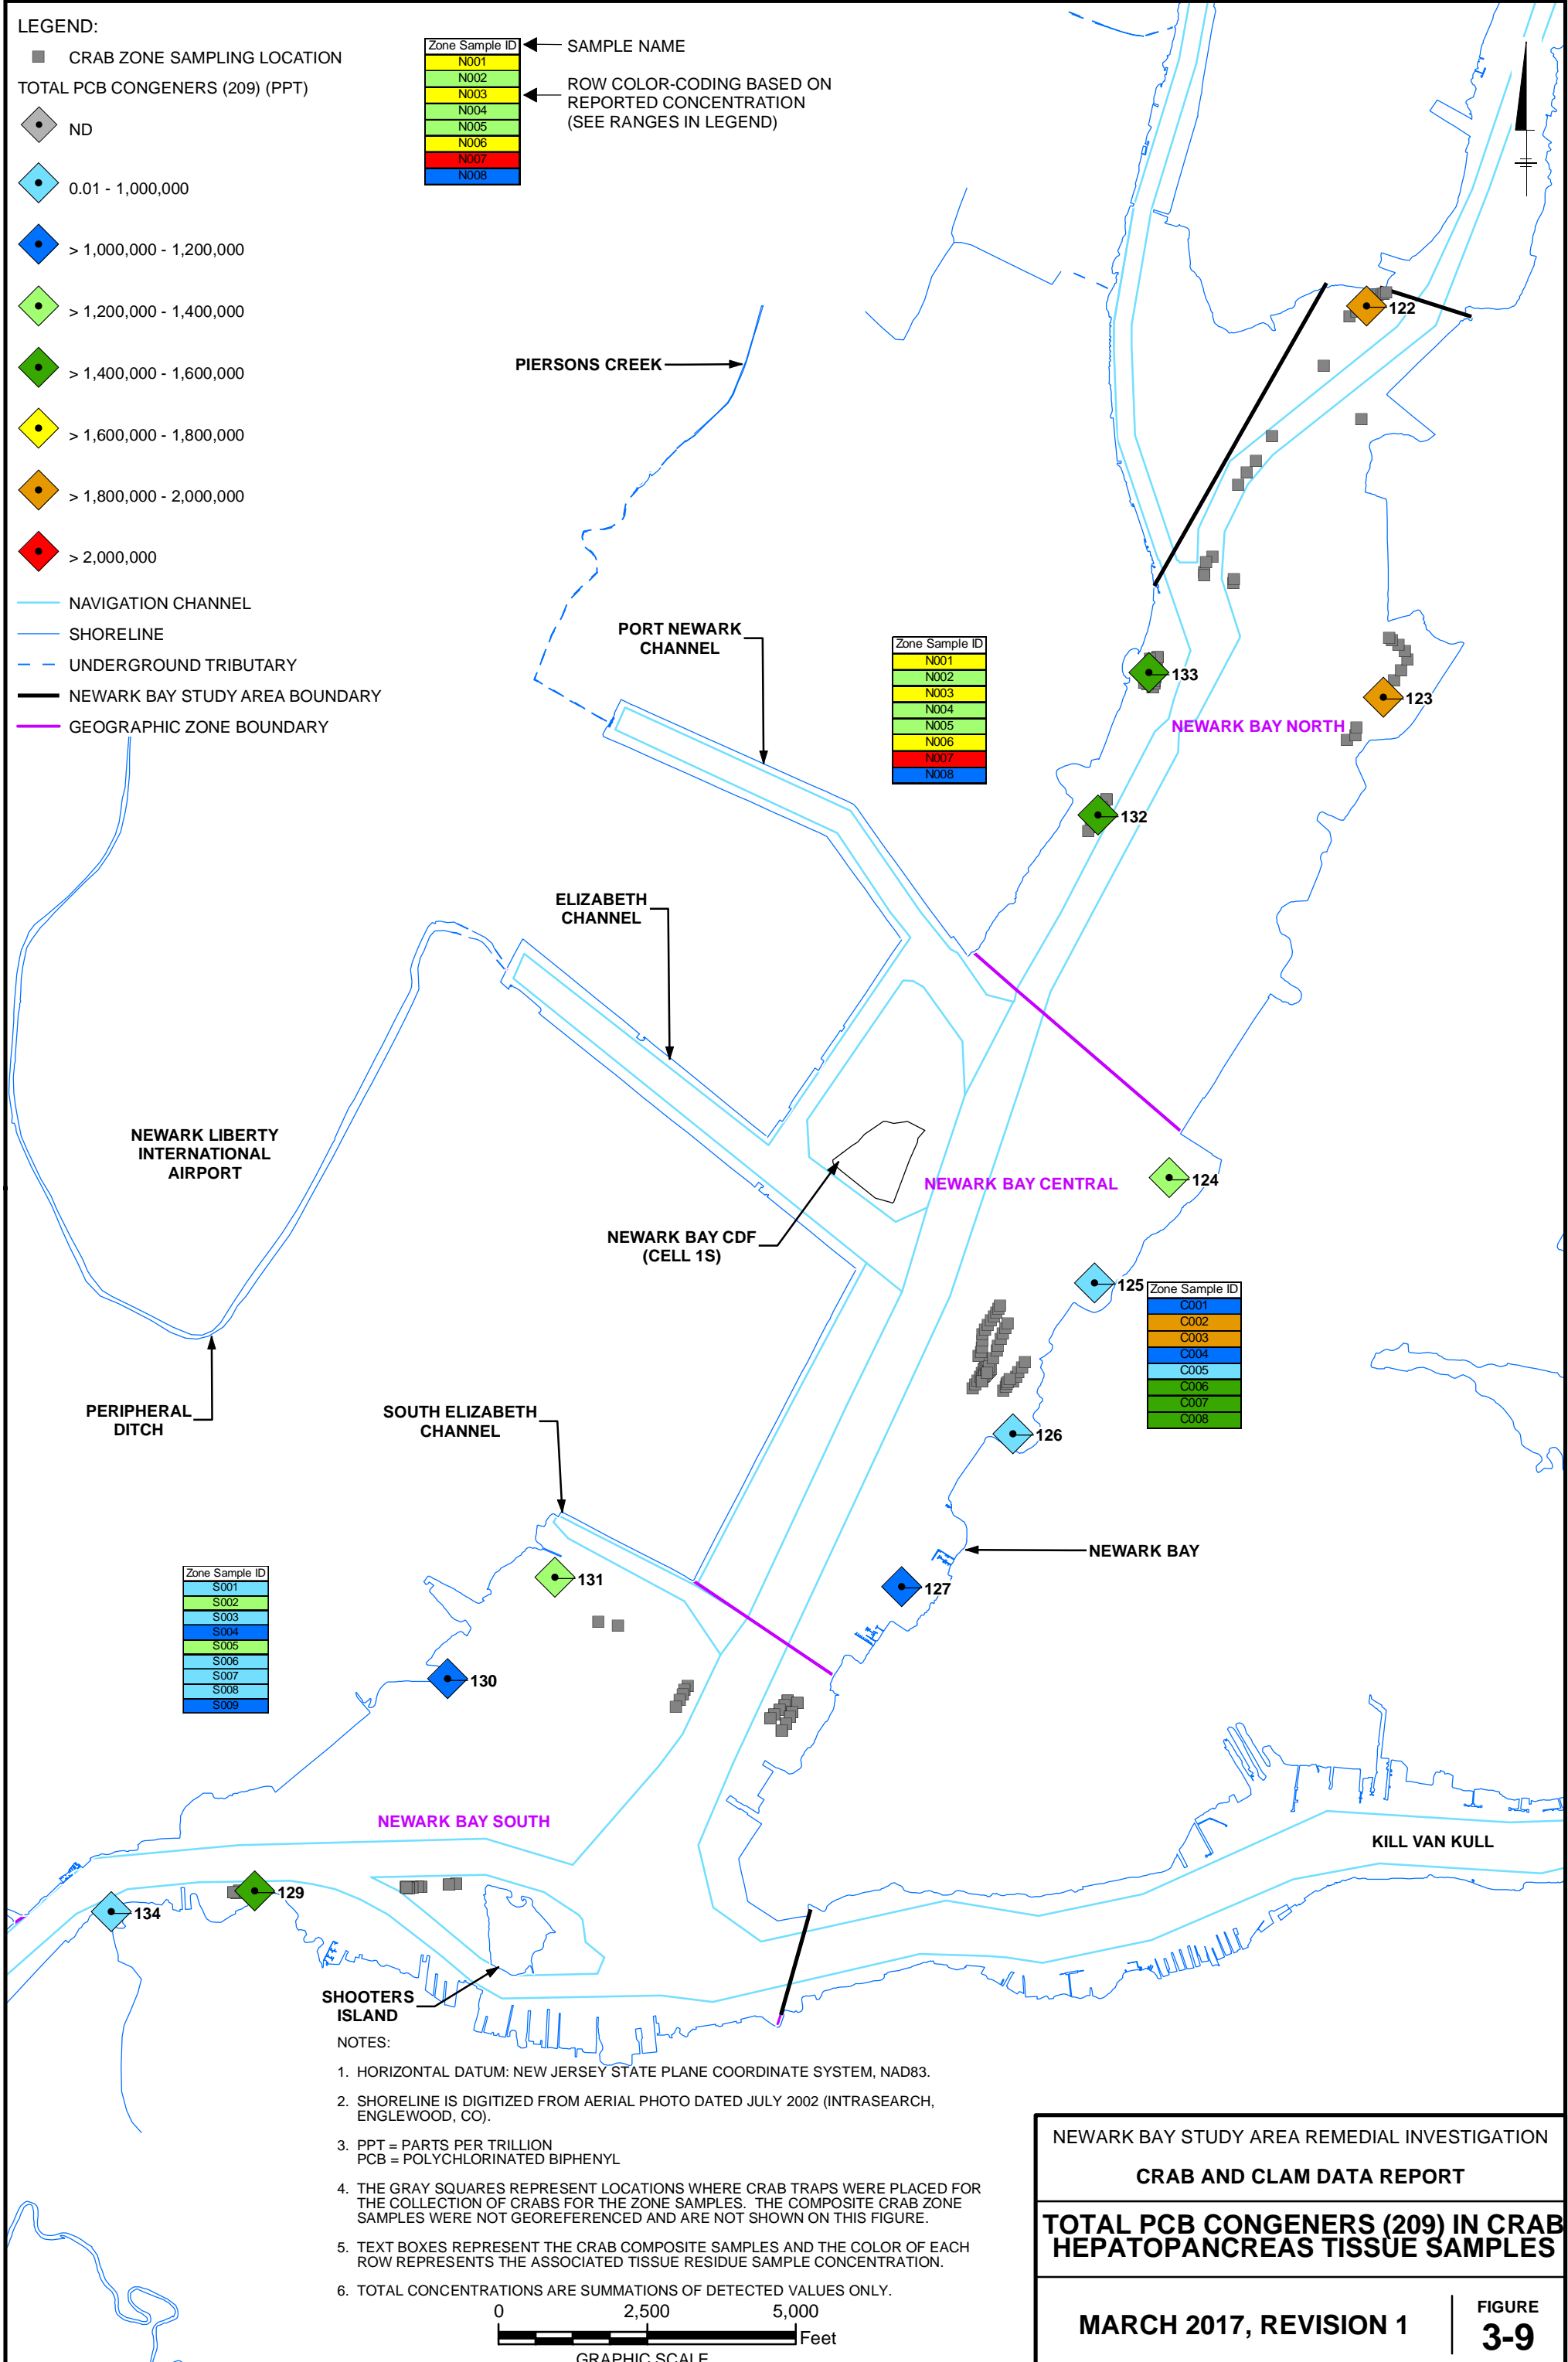 LEGEND:
CRAB ZONE SAMPLING LOCATION
TOTAL PCB CONGENERS (209) (PPT)
ND
0.01 - 1,000,000
> 1,000,000 - 1,200,000
> 1,200,000 - 1,400,000
> 1,400,000 - 1,600,000
> 1,600,000 - 1,800,000
> 1,800,000 - 2,000,000
> 2,000,000
NAVIGATION CHANNEL
SHORELINE
UNDERGROUND TRIBUTARY
NEWARK BAY STUDY AREA BOUNDARY
GEOGRAPHIC ZONE BOUNDARY
Zone Sample ID
N001
N002
N003
N004
N005
N006
N007
N008
SAMPLE NAME
ROW COLOR-CODING BASED ON
REPORTED CONCENTRATION
(SEE RANGES IN LEGEND)
122
PIERSONS CREEK
PORT NEWARK
CHANNEL
Zone Sample ID
N001
N002
N003
N004
N005
N006
N007
N008
133
123
NEWARK BAY NORTH
132
ELIZABETH
CHANNEL
NEWARK LIBERTY
INTERNATIONAL
AIRPORT
NEWARK BAY CENTRAL
124
NEWARK BAY CDF
(CELL 1S)
125
Zone Sample ID
C001
C002
C003
C004
C005
C006
C007
C008
PERIPHERAL
DITCH
SOUTH ELIZABETH
CHANNEL
126
NEWARK BAY
127
131
Zone Sample ID
S001
S002
S003
S004
S005
S006
S007
S008
S009
130
NEWARK BAY SOUTH
KILL VAN KULL
129
134
SHOOTERS
ISLAND
NOTES:
1. HORIZONTAL DATUM: NEW JERSEY STATE PLANE COORDINATE SYSTEM, NAD83.
2. SHORELINE IS DIGITIZED FROM AERIAL PHOTO DATED JULY 2002 (INTRASEARCH,
ENGLEWOOD, CO).
3. PPT = PARTS PER TRILLION
PCB = POLYCHLORINATED BIPHENYL
4. THE GRAY SQUARES REPRESENT LOCATIONS WHERE CRAB TRAPS WERE PLACED FOR
THE COLLECTION OF CRABS FOR THE ZONE SAMPLES. THE COMPOSITE CRAB ZONE
SAMPLES WERE NOT GEOREFERENCED AND ARE NOT SHOWN ON THIS FIGURE.
5. TEXT BOXES REPRESENT THE CRAB COMPOSITE SAMPLES AND THE COLOR OF EACH
ROW REPRESENTS THE ASSOCIATED TISSUE RESIDUE SAMPLE CONCENTRATION.
6. TOTAL CONCENTRATIONS ARE SUMMATIONS OF DETECTED VALUES ONLY.
0 2,500 5,000
Feet
GRAPHIC SCALE
NEWARK BAY STUDY AREA REMEDIAL INVESTIGATION
CRAB AND CLAM DATA REPORT
TOTAL PCB CONGENERS (209) IN CRAB
HEPATOPANCREAS TISSUE SAMPLES
MARCH 2017, REVISION 1
FIGURE
3-9